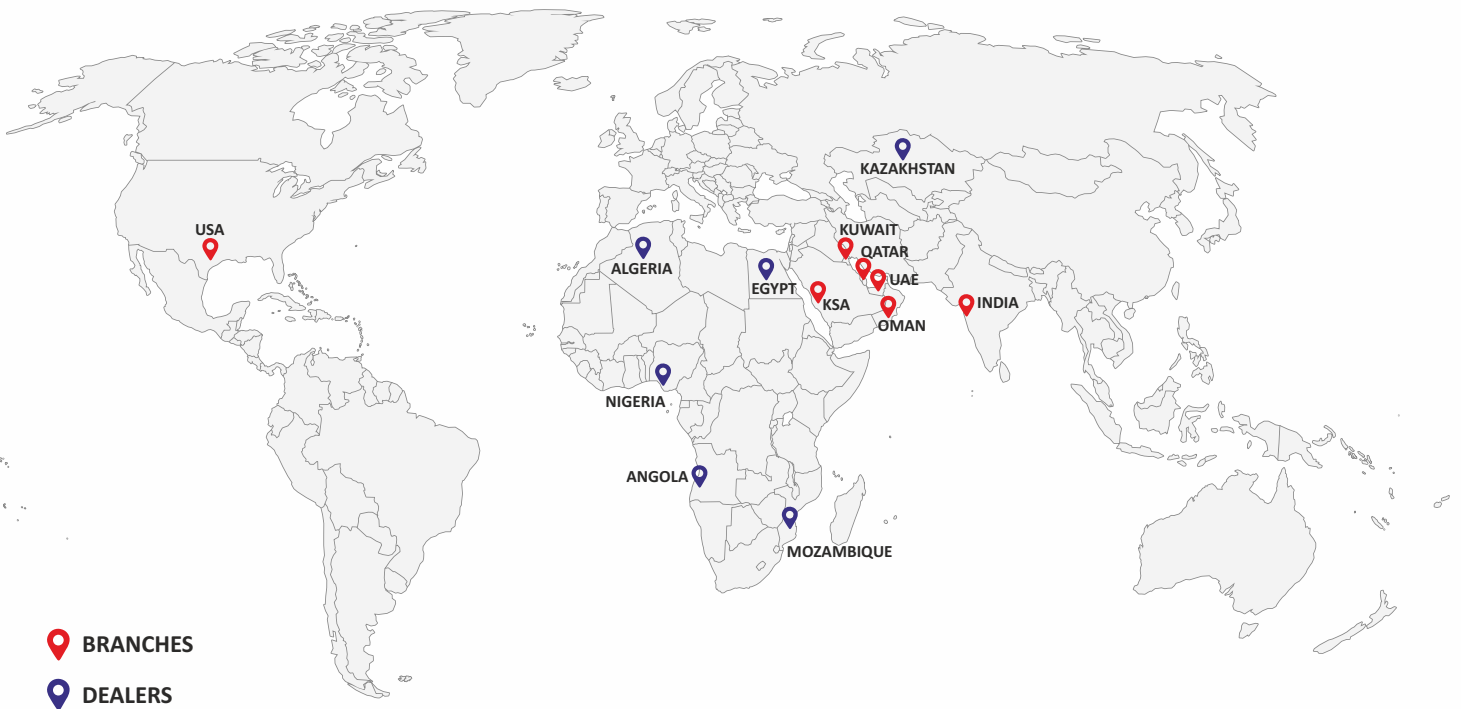 KAZAKHSTAN
USA
KUWAIT
QATAR
ALGERIA
EGYPT
UAE
KSA
INDIA
OMAN
NIGERIA
ANGOLA
MOZAMBIQUE
BRANCHES
DEALERS